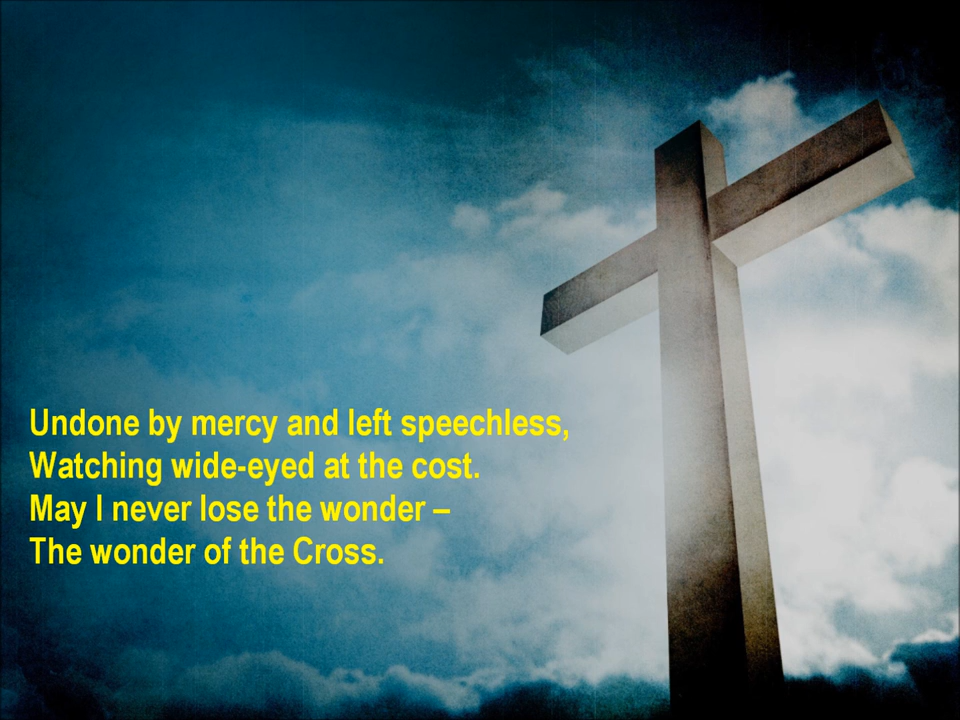 Undone by mercy and left speechless,
Watching wide-eyed at the cost.
May I never lose the wonder –
The wonder of the Cross.